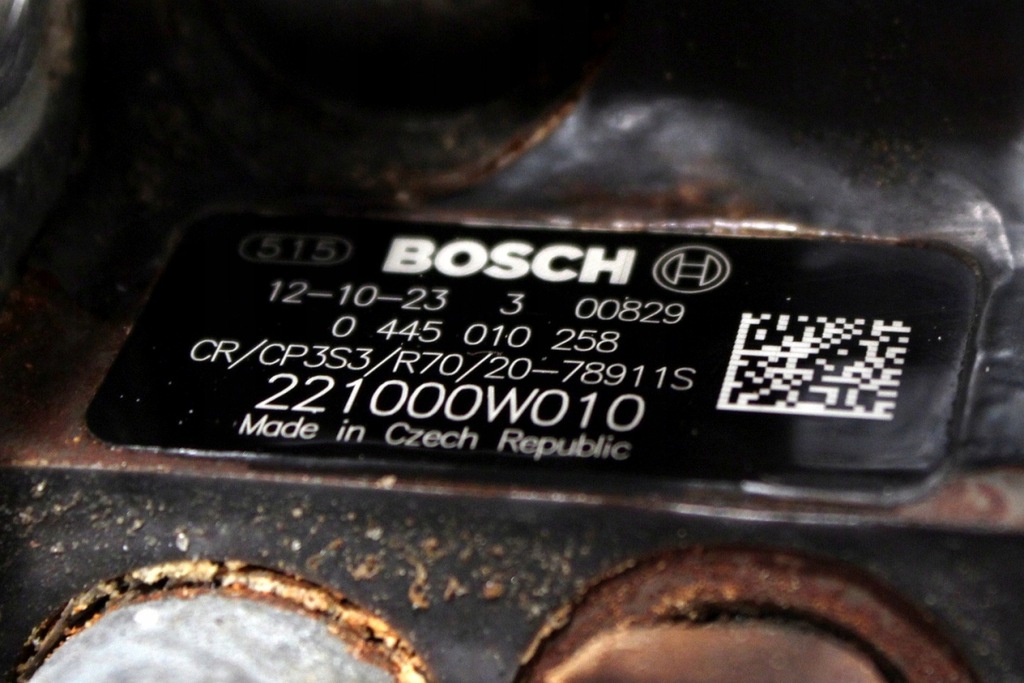 515 BOSCH
12-10-23 3 00829
0 445 010 258
CR/CP3S3/R70/20-78911S
221000W010
Made in Czech Republic